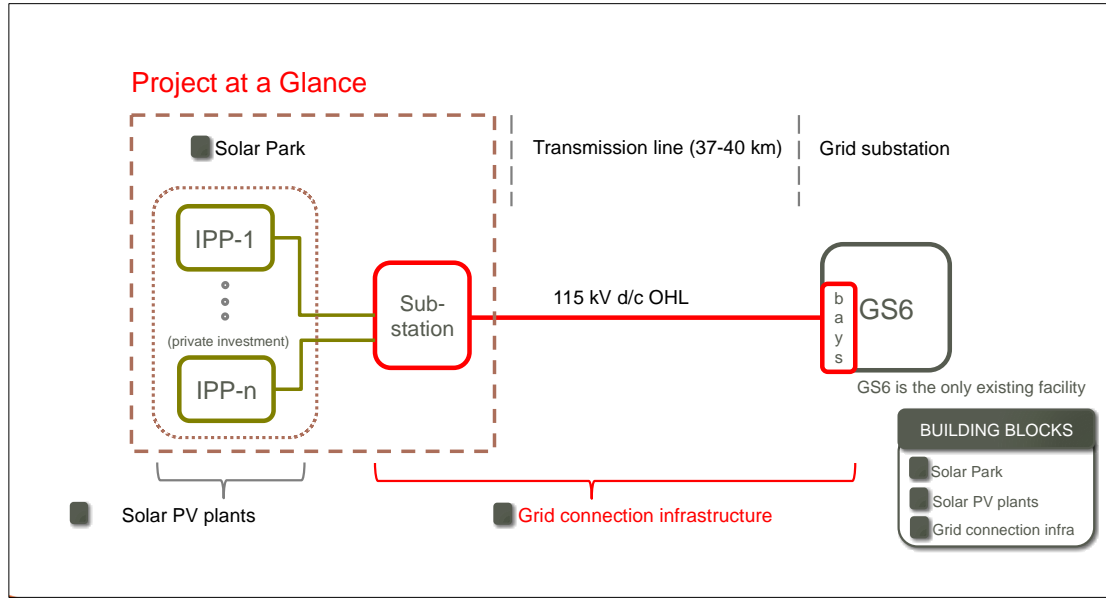 Project at a Glance
Solar Park
Transmission line (37-40 km)
Grid substation
IPP-1
(private investment)
IPP-n
Sub-
station
115 kV d/c OHL
b
a
y
s
GS6
GS6 is the only existing facility
BUILDING BLOCKS
Solar Park
Solar PV plants
Grid connection infra
Solar PV plants
Grid connection infrastructure